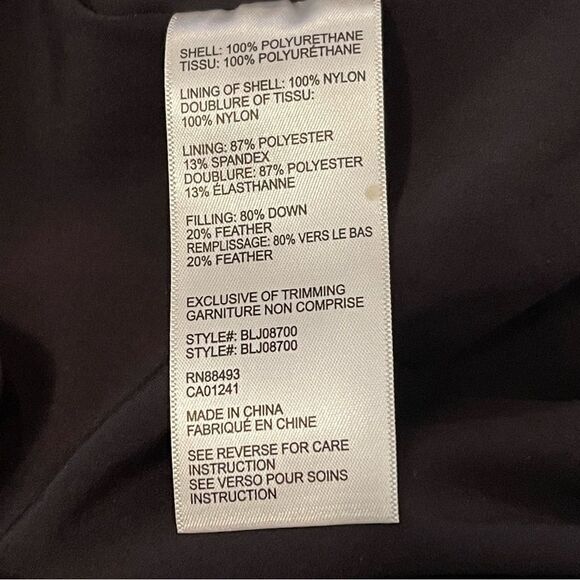 SHELL: 100% POLYURETHANE
TISSU: 100% POLYURÉTHANE
LINING OF SHELL: 100% NYLON
DOUBLURE OF TISSU:
100% NYLON
LINING: 87% POLYESTER
13% SPANDEX
DOUBLURE: 87% POLYESTER
13% ÉLASTHANNE
FILLING: 80% DOWN
20% FEATHER
REMPLISSAGE: 80% VERS LE BAS
20% FEATHER
EXCLUSIVE OF TRIMMING
GARNITURE NON COMPRISE
STYLE#: BLJ08700
STYLE#: BLJ08700
RN88493
CA01241
MADE IN CHINA
FABRIQUÉ EN CHINE
SEE REVERSE FOR CARE
INSTRUCTION
SEE VERSO POUR SOINS
INSTRUCTION